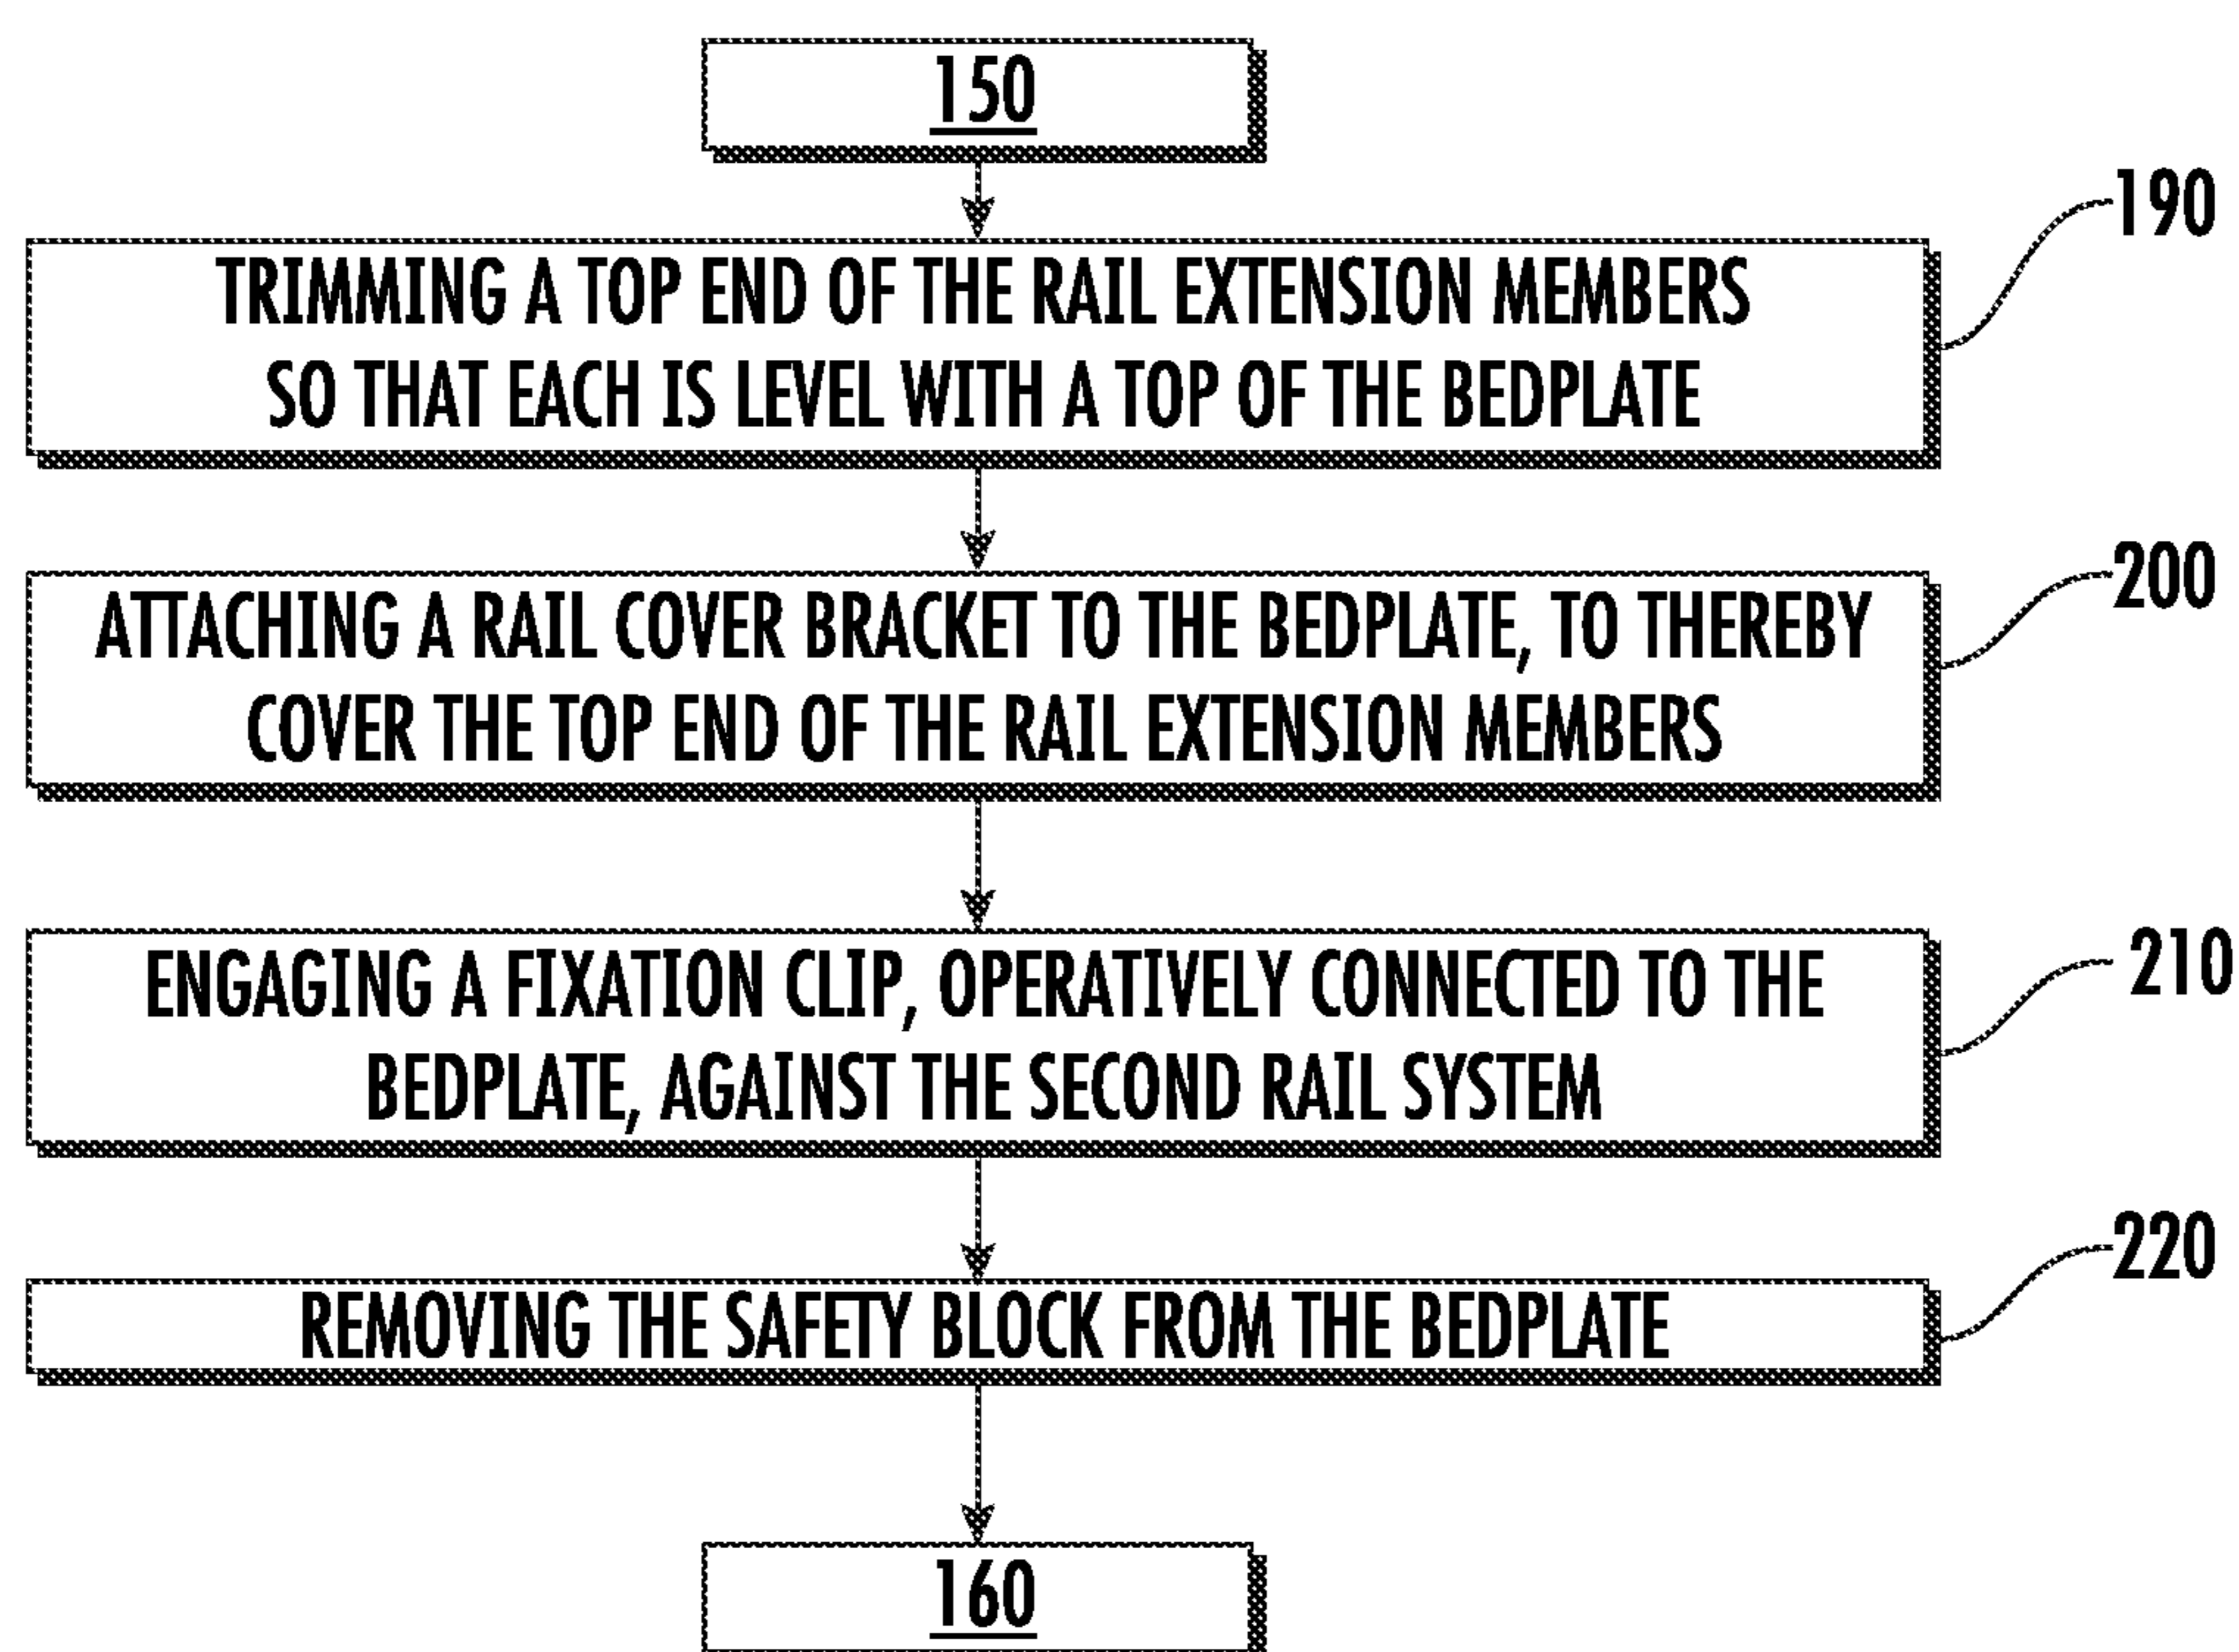 150
190
TRIMMING A TOP END OF THE RAIL EXTENSION MEMBERS
SO THAT EACH IS LEVEL WITH A TOP OF THE BEDPLATE
200
ATTACHING A RAIL COVER BRACKET TO THE BEDPLATE, TO THEREBY
COVER THE TOP END OF THE RAIL EXTENSION MEMBERS
210
ENGAGING A FIXATION CLIP, OPERATIVELY CONNECTED TO THE
BEDPLATE, AGAINST THE SECOND RAIL SYSTEM
220
REMOVING THE SAFETY BLOCK FROM THE BEDPLATE
160